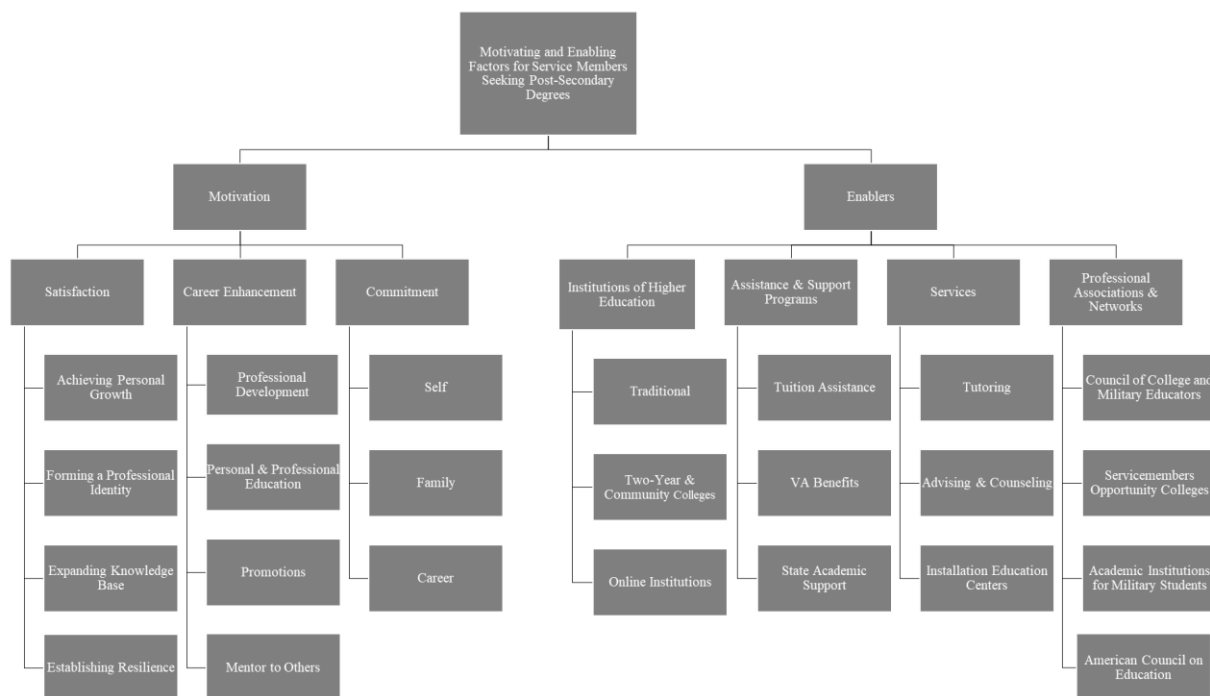 Motivating and Enabling
Factors for Service Members
Seeking Post-Secondary
Degrees
Motivation
Enablers
Satisfaction
Career Enhancement
Commitment
Institutions of Higher
Education
Assistance & Support
Programs
Services
Professional
Associations &
Networks
Achieving Personal
Growth
Professional
Development
Self
Traditional
Tuition Assistance
Tutoring
Council of College and
Military Educators
Forming a Professional
Identity
Personal & Professional
Education
Family
Two-Year &
Community Colleges
VA Benefits
Advising & Counseling
Servicemembers
Opportunity Colleges
Expanding Knowledge
Base
Promotions
Career
Online Institutions
State Academic
Support
Installation Education
Centers
Academic Institutions
for Military Students
Establishing Resilience
Mentor to Others
American Council on
Education